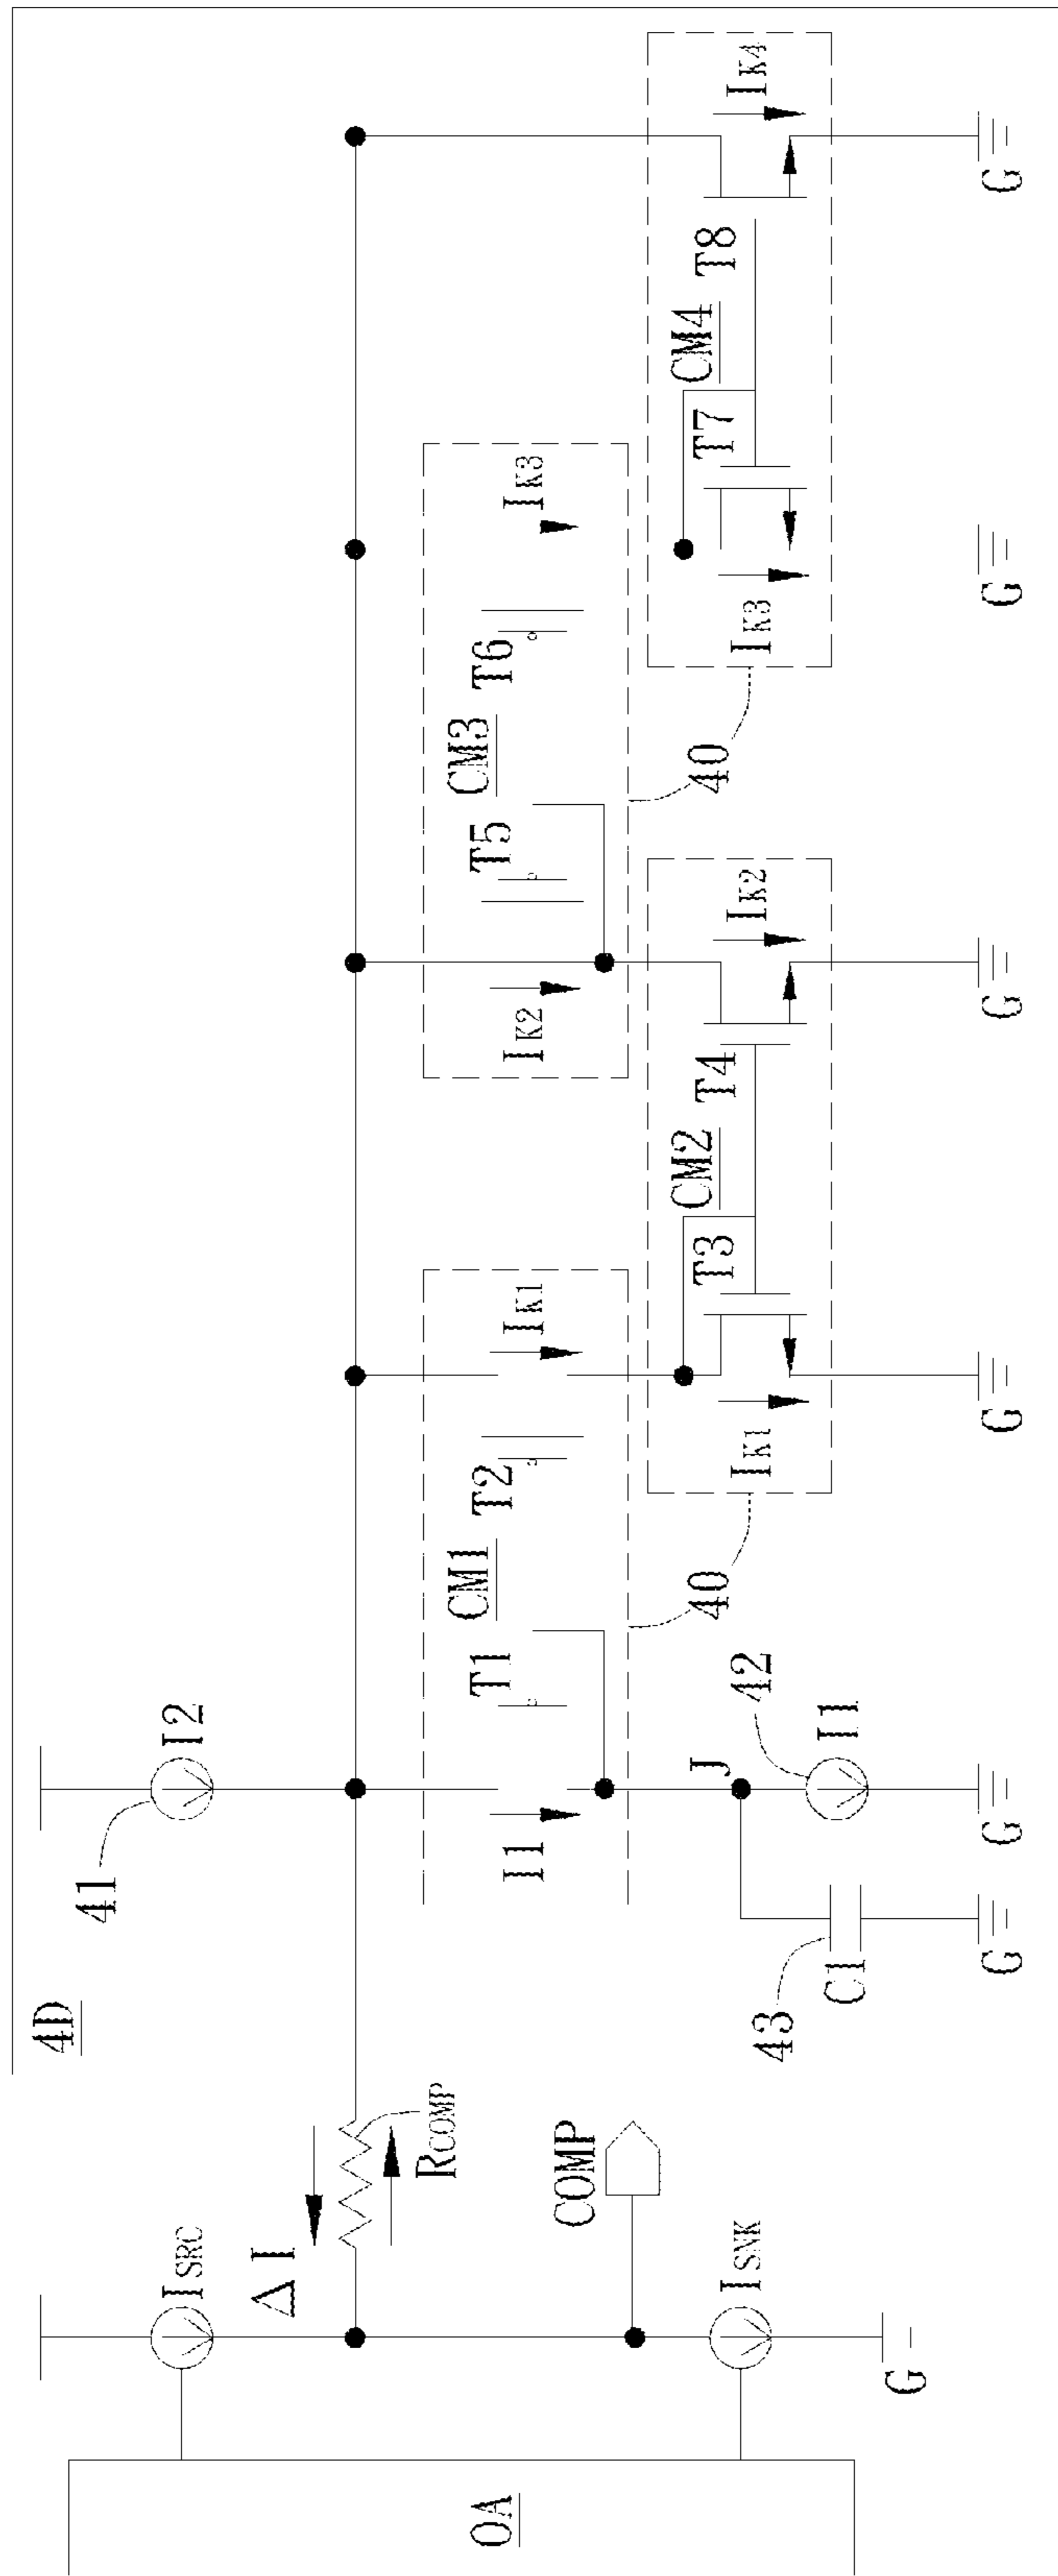 4D
41
I2
ISRC
ΔI
RCOMP
OA
COMP
ISNK
G
I1
T1
CM1
T2
IK1
IK2
T5
CM3
T6
IK3
40
40
J
42
I1
43
C1
G
G
IK1
T3
CM2
T4
IK2
G
G
IK3
T7
CM4
T8
IK4
G
G